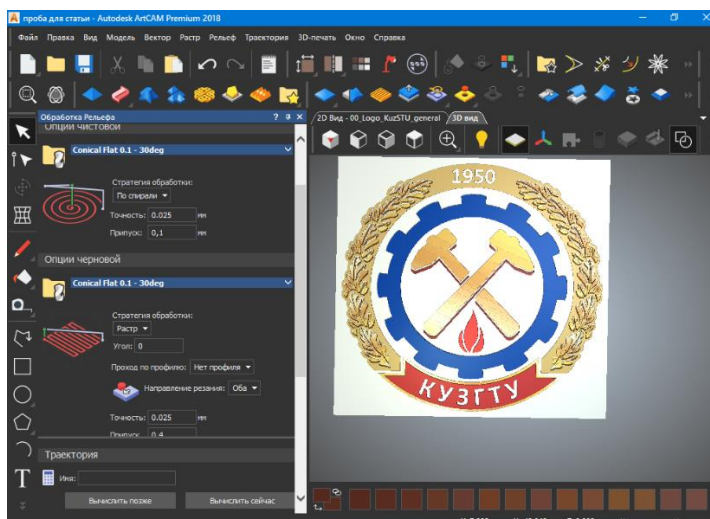 проба для статьи - Autodesk ArtCAM Premium 2018
Файл Правка Вид Модель Вектор Растр Рельеф Траектория 3D-печать Окно Справка
Обработка Рельефа
2D Вид - 00_Logo_KuzSTU_general 3D вид
Опции чистовой
Conical Flat 0.1 - 30deg
Стратегия обработки:
По спирали
Точность: 0.025 мм
Припуск: 0,1 мм
Опции черновой
Conical Flat 0.1 - 30deg
Стратегия обработки:
Растр
Угол: 0
Проход по профилю: Нет профиля
Направление резания: Оба
Точность: 0.025 мм
Припуск 0.4
Траектория
Имя:
Вычислить позже Вычислить сейчас
1950
КУЗГТУ